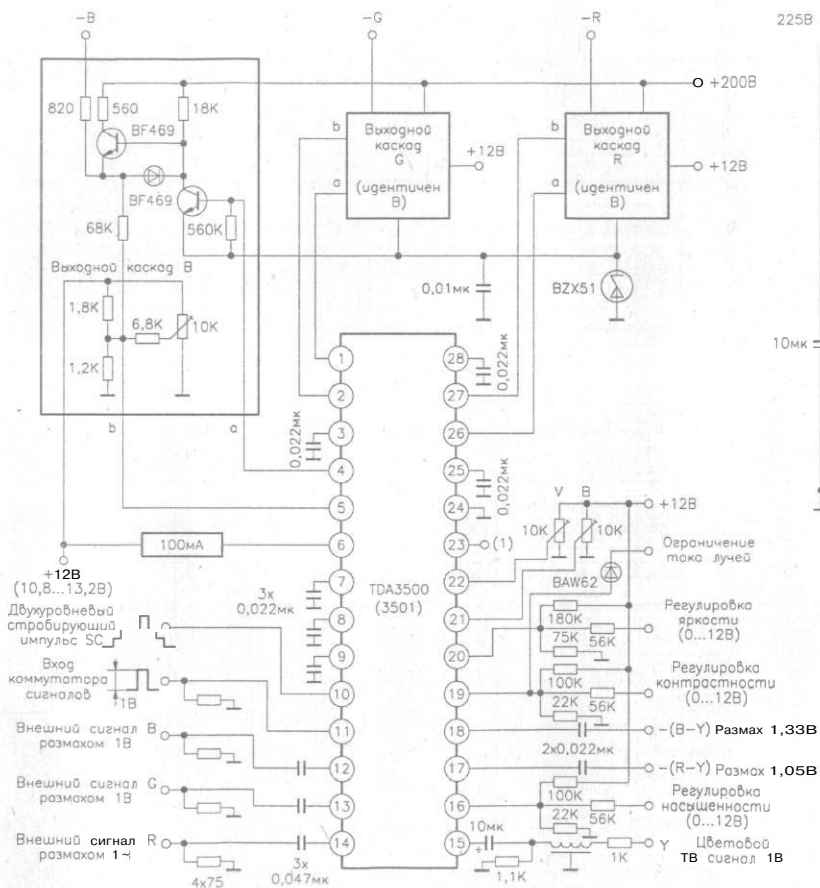 -B
-G
-R
225В
+200В
820
560
18K
BF469
b
a
Выходной
каскад
G
(идентичен
В)
+12В
b
a
Выходной
каскад
R
(идентичен
В)
+12В
BF469
68K
560K
Выходной каскад В
0,01мк
BZX51
1,8K
6,8K
10K
1,2K
b
a
10мк
1
2
3
4
5
6
7
8
9
10
11
12
13
14
28
27
26
25
24
23
22
21
20
19
18
17
16
15
0,022мк
0,022мк
0,022мк
TDA3500
(3501)
(1)
100мА
+12В
(10,8...13,2В)
Двухуровневый
стробирующий
импульс SC
3x
0,022мк
Вход
коммутатора
сигналов
1В
Внешний сигнал В
размахом 1В
Внешний сигнал G
размахом 1В
Внешний сигнал R
размахом 1~
4x75
3x
0,047мк
V
B
10K
10K
+12В
Ограничение
тока лучей
BAW62
180K
75K
56K
Регулировка
яркости
(0...12В)
100K
22K
56K
Регулировка
контрастности
(0...12В)
-(B-Y) Размах 1,33В
2x0,022мк
-(R-Y) Размах 1,05В
100K
22K
56K
Регулировка
насыщенности
(0...12В)
10мк
+
1,1K
1K
Y
Цветовой
ТВ сигнал 1В